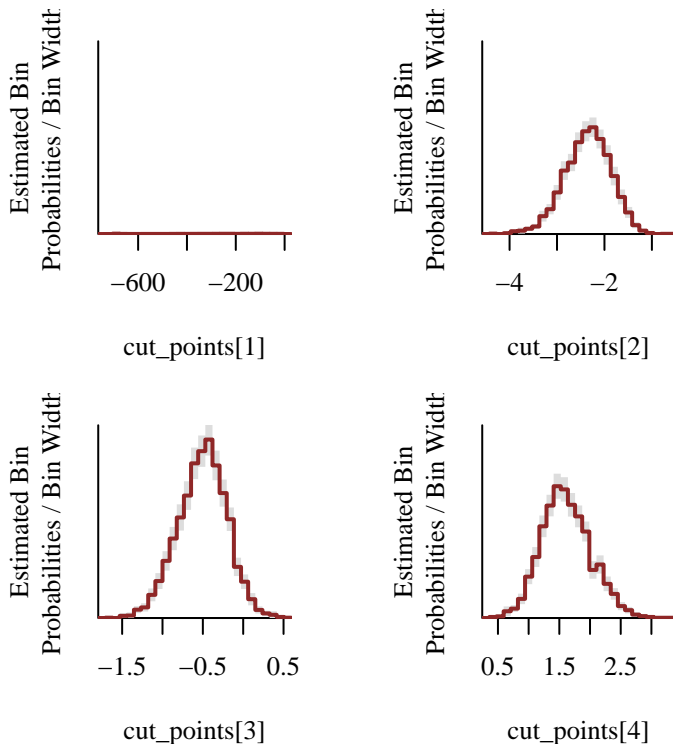 Estimated Bin
Probabilities / Bin Width
−600
−200
cut_points[1]
Estimated Bin
Probabilities / Bin Width
−4
−2
cut_points[2]
Estimated Bin
Probabilities / Bin Width
−1.5
−0.5
0.5
cut_points[3]
Estimated Bin
Probabilities / Bin Width
0.5
1.5
2.5
cut_points[4]